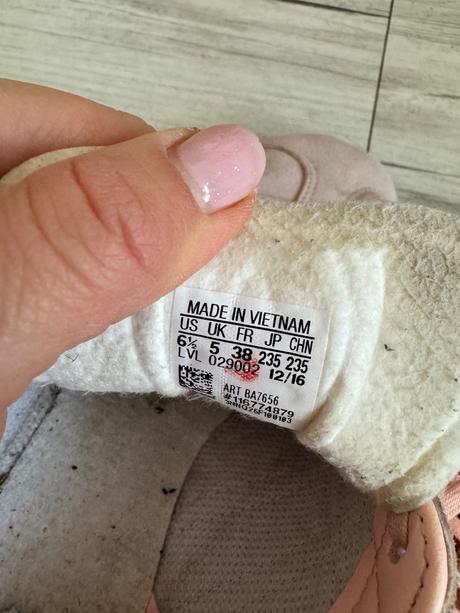 MADE IN VIETNAM
US UK FR JP CHN
6½ 5 38 235 235
LVL 029002 12/16
ART BA7656
#116774879